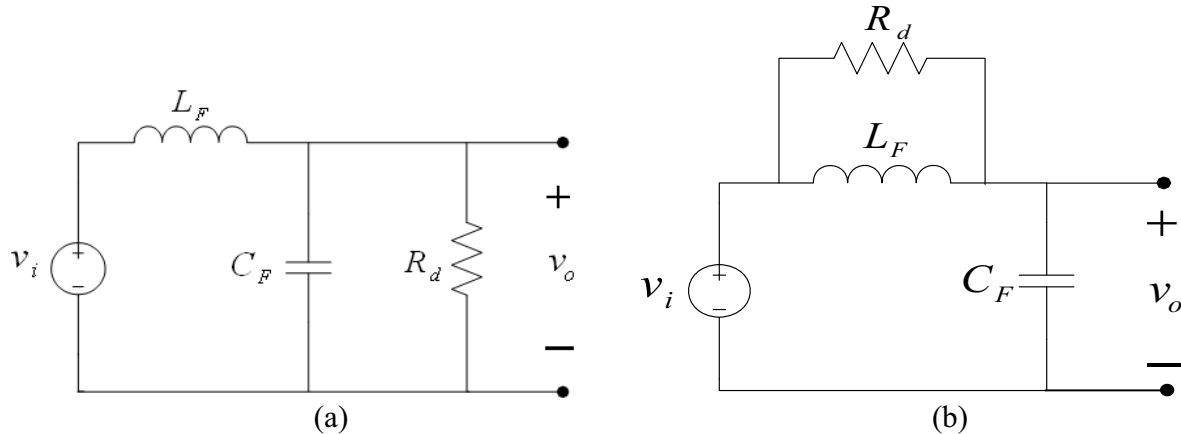 L_F
v_i
+
−
C_F
R_d
+
v_o
−
(a)
R_d
L_F
v_i
+
−
C_F
+
v_o
−
(b)